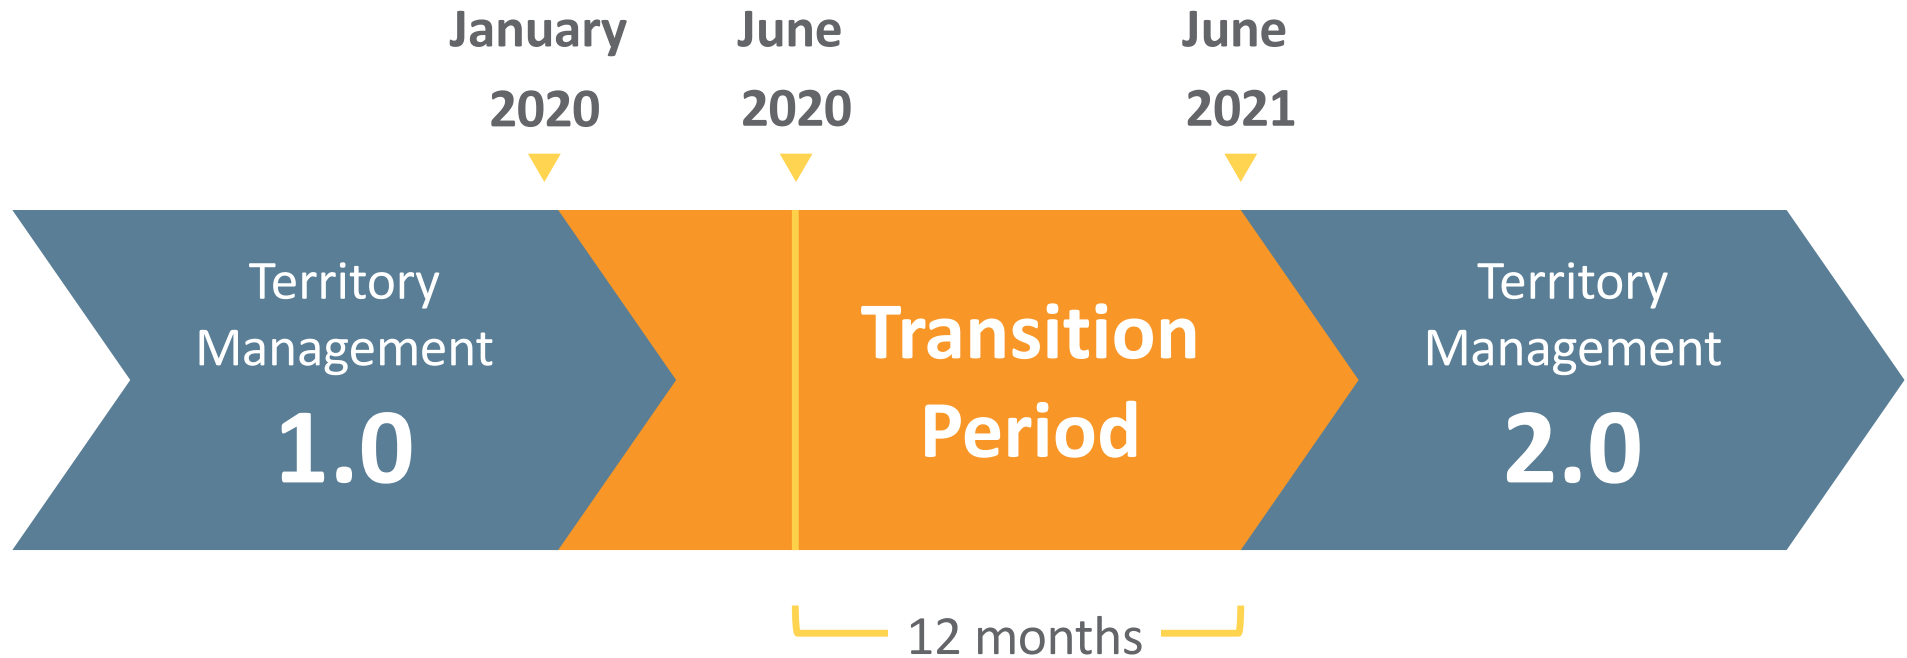 January
2020
June
2020
June
2021
Territory
Management
1.0
Transition
Period
Territory
Management
2.0
12 months